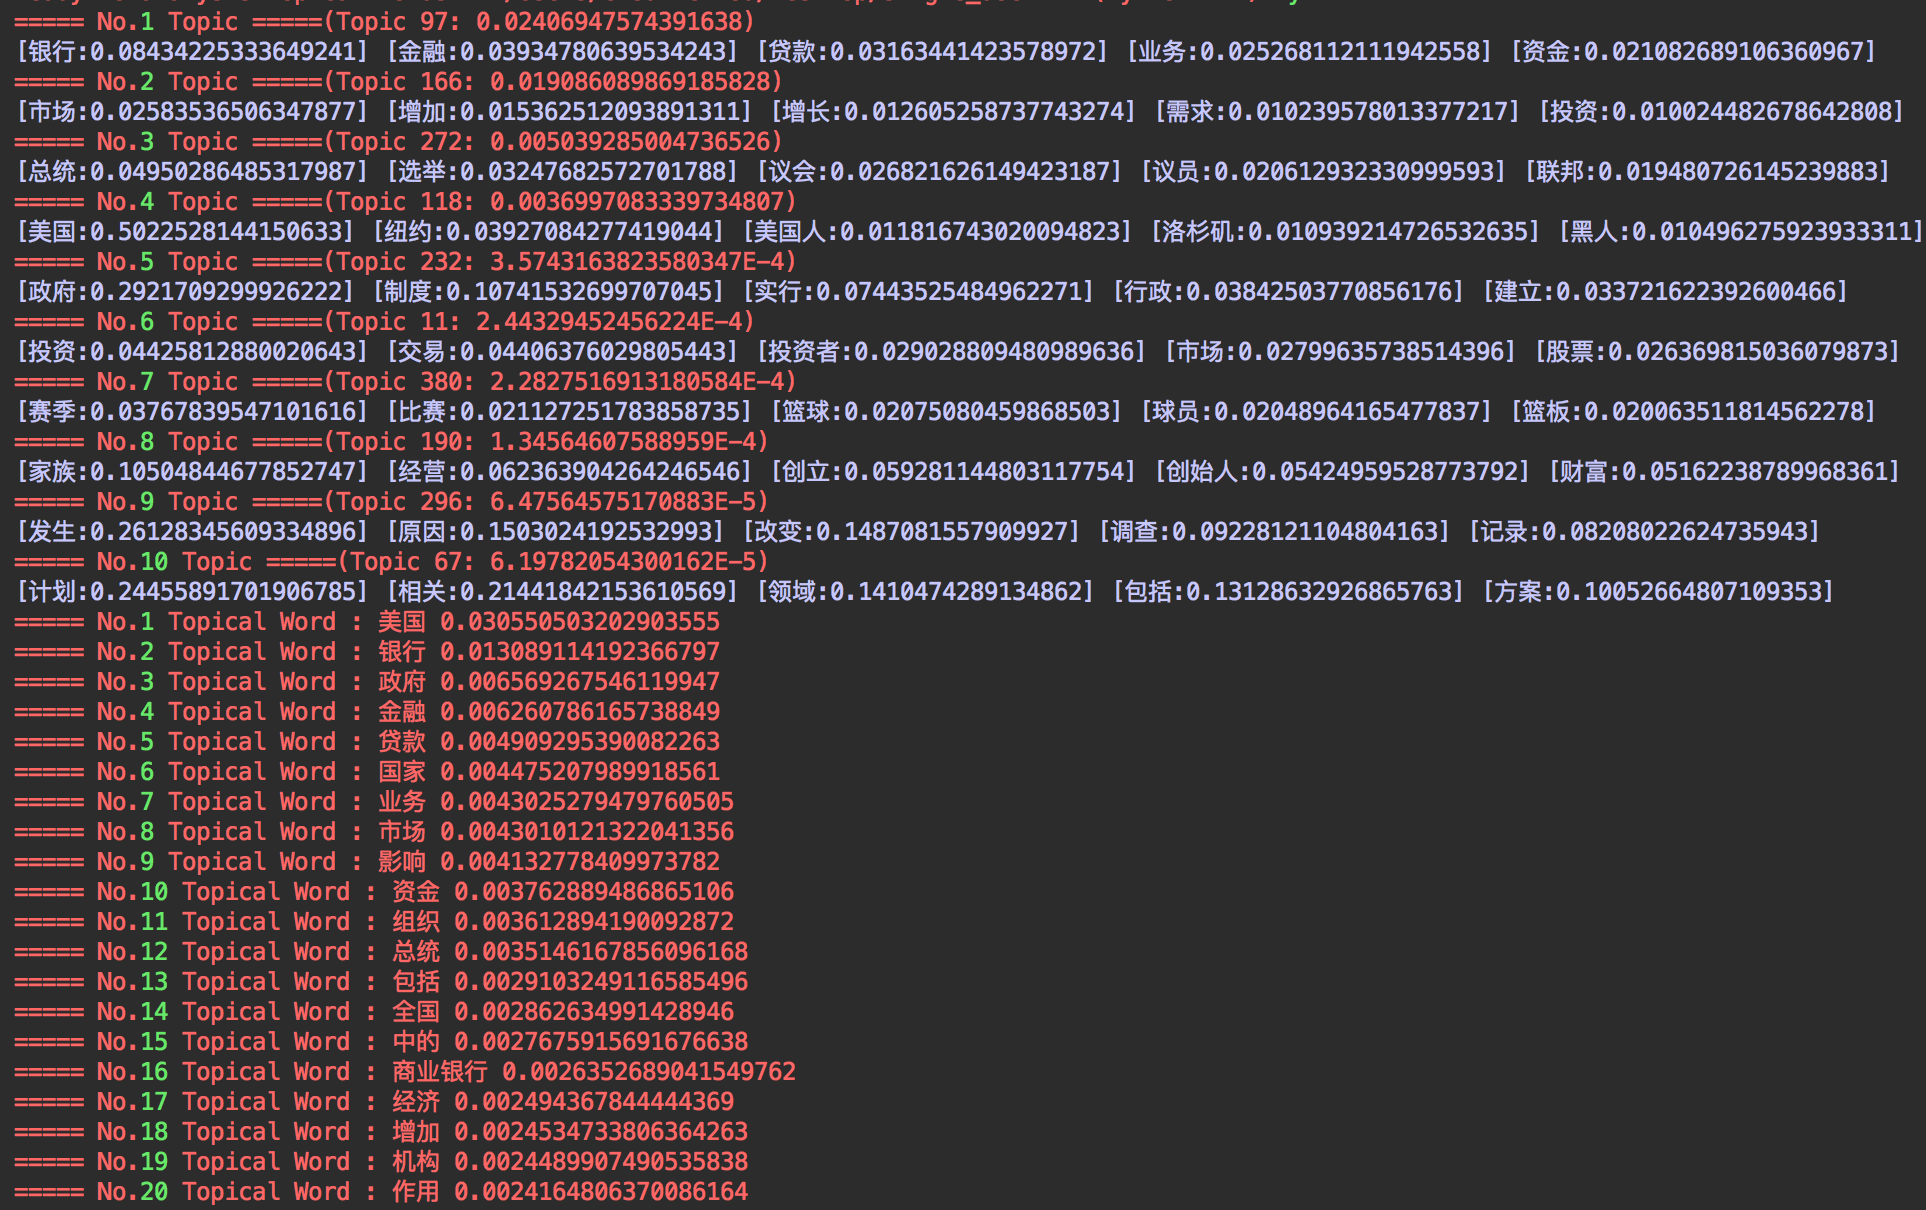 ===== No.1 Topic =====(Topic 97: 0.02406947574391638)
[银行:0.08434225333649241] [金融:0.03934780639534243] [贷款:0.03163441423578972] [业务:0.025268112111942558] [资金:0.021082689106360967]
===== No.2 Topic =====(Topic 166: 0.019086089869185828)
[市场:0.02583536506347877] [增加:0.015362512093891311] [增长:0.012605258737743274] [需求:0.010239578013377217] [投资:0.010024482678642808]
===== No.3 Topic =====(Topic 272: 0.005039285004736526)
[总统:0.04950286485317987] [选举:0.03247682572701788] [议会:0.026821626149423187] [议员:0.020612932330999593] [联邦:0.019480726145239883]
===== No.4 Topic =====(Topic 118: 0.0036997083339734807)
[美国:0.5022528144150633] [纽约:0.03927084277419044] [美国人:0.011816743020094823] [洛杉矶:0.010939214726532635] [黑人:0.010496275923933311]
===== No.5 Topic =====(Topic 232: 3.5743163823580347E-4)
[政府:0.2921709299926222] [制度:0.10741532699707045] [实行:0.07443525484962271] [行政:0.03842503770856176] [建立:0.033721622392600466]
===== No.6 Topic =====(Topic 11: 2.44329452456224E-4)
[投资:0.04425812880020643] [交易:0.04406376029805443] [投资者:0.029028809480989636] [市场:0.02799635738514396] [股票:0.026369815036079873]
===== No.7 Topic =====(Topic 380: 2.2827516913180584E-4)
[赛季:0.03767839547101616] [比赛:0.021127251783858735] [篮球:0.02075080459868503] [球员:0.02048964165477837] [篮板:0.020063511814562278]
===== No.8 Topic =====(Topic 190: 1.34564607588959E-4)
[家族:0.10504844677852747] [经营:0.062363904264246546] [创立:0.059281144803117754] [创始人:0.05424959528773792] [财富:0.05162238789968361]
===== No.9 Topic =====(Topic 296: 6.47564575170883E-5)
[发生:0.26128345609334896] [原因:0.1503024192532993] [改变:0.1487081557909927] [调查:0.09228121104804163] [记录:0.08208022624735943]
===== No.10 Topic =====(Topic 67: 6.19782054300162E-5)
[计划:0.24455891701906785] [相关:0.21441842153610569] [领域:0.14104742891348​62] [包括:0.13128632926865763] [方案:0.10052664807109353]
===== No.1 Topical Word : 美国 0.030550503202903555
===== No.2 Topical Word : 银行 0.013089114192366797
===== No.3 Topical Word : 政府 0.006569267546119947
===== No.4 Topical Word : 金融 0.006260786165738849
===== No.5 Topical Word : 贷款 0.004909295390082263
===== No.6 Topical Word : 国家 0.004475207989918561
===== No.7 Topical Word : 业务 0.0043025279479760505
===== No.8 Topical Word : 市场 0.0043010121322041356
===== No.9 Topical Word : 影响 0.004132778409973782
===== No.10 Topical Word : 资金 0.003762889486865106
===== No.11 Topical Word : 组织 0.003612894190092872
===== No.12 Topical Word : 总统 0.0035146167856096168
===== No.13 Topical Word : 包括 0.0029103249116585496
===== No.14 Topical Word : 全国 0.002862634991428946
===== No.15 Topical Word : 中的 0.0027675915691676638
===== No.16 Topical Word : 商业银行 0.0026352689041549762
===== No.17 Topical Word : 经济 0.002494367844444369
===== No.18 Topical Word : 增加 0.0024534733806364263
===== No.19 Topical Word : 机构 0.0024489907490535838
===== No.20 Topical Word : 作用 0.0024164806370086164